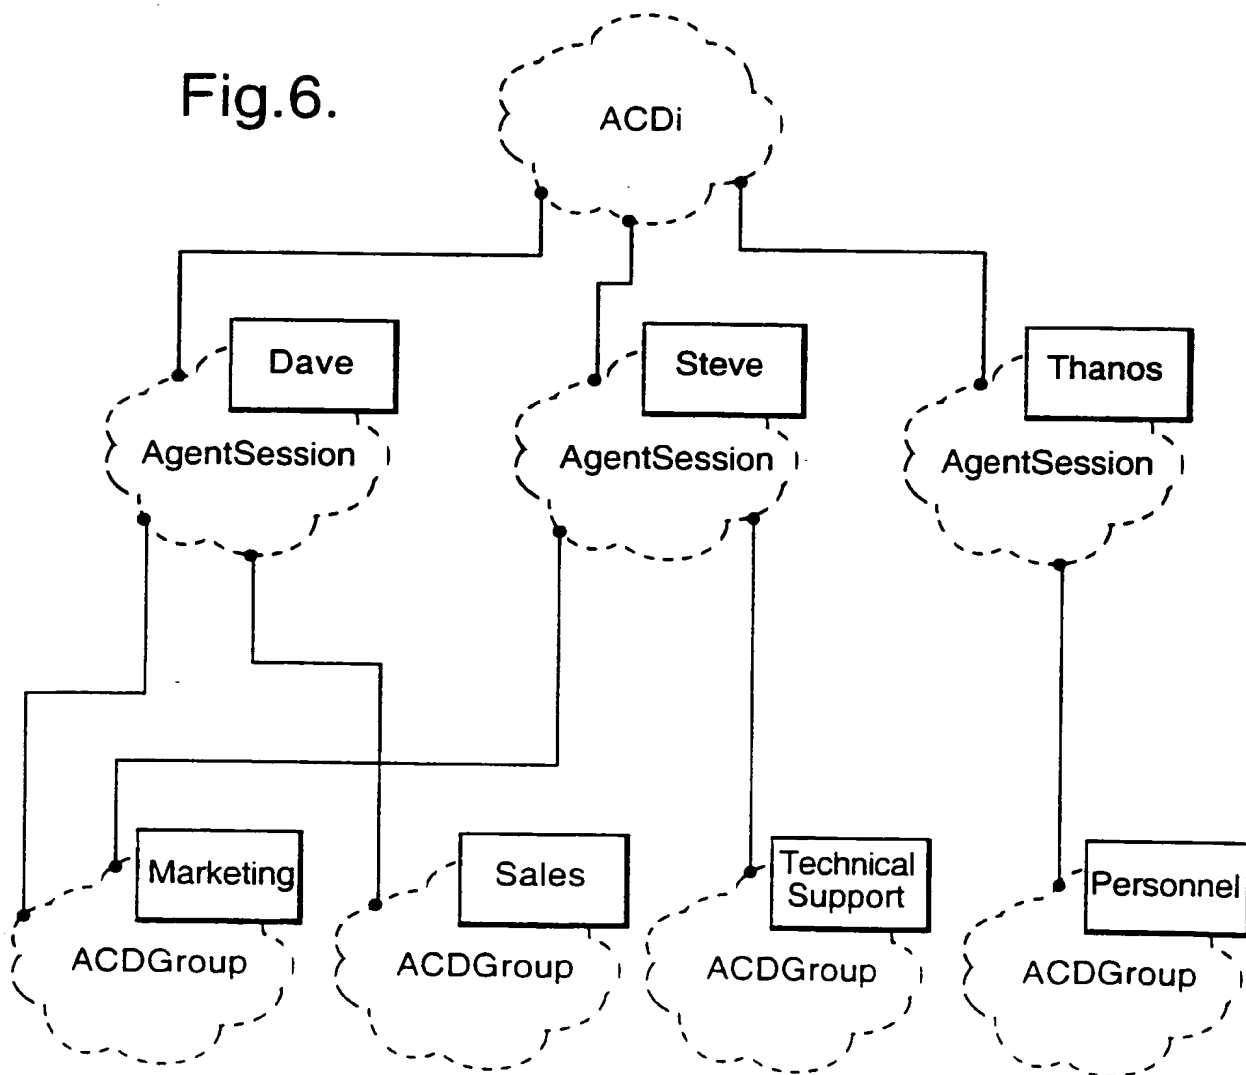 Fig.6.
ACDi
Dave
AgentSession
Steve
AgentSession
Thanos
AgentSession
Marketing
ACDGroup
Sales
ACDGroup
Technical
Support
ACDGroup
Personnel
ACDGroup